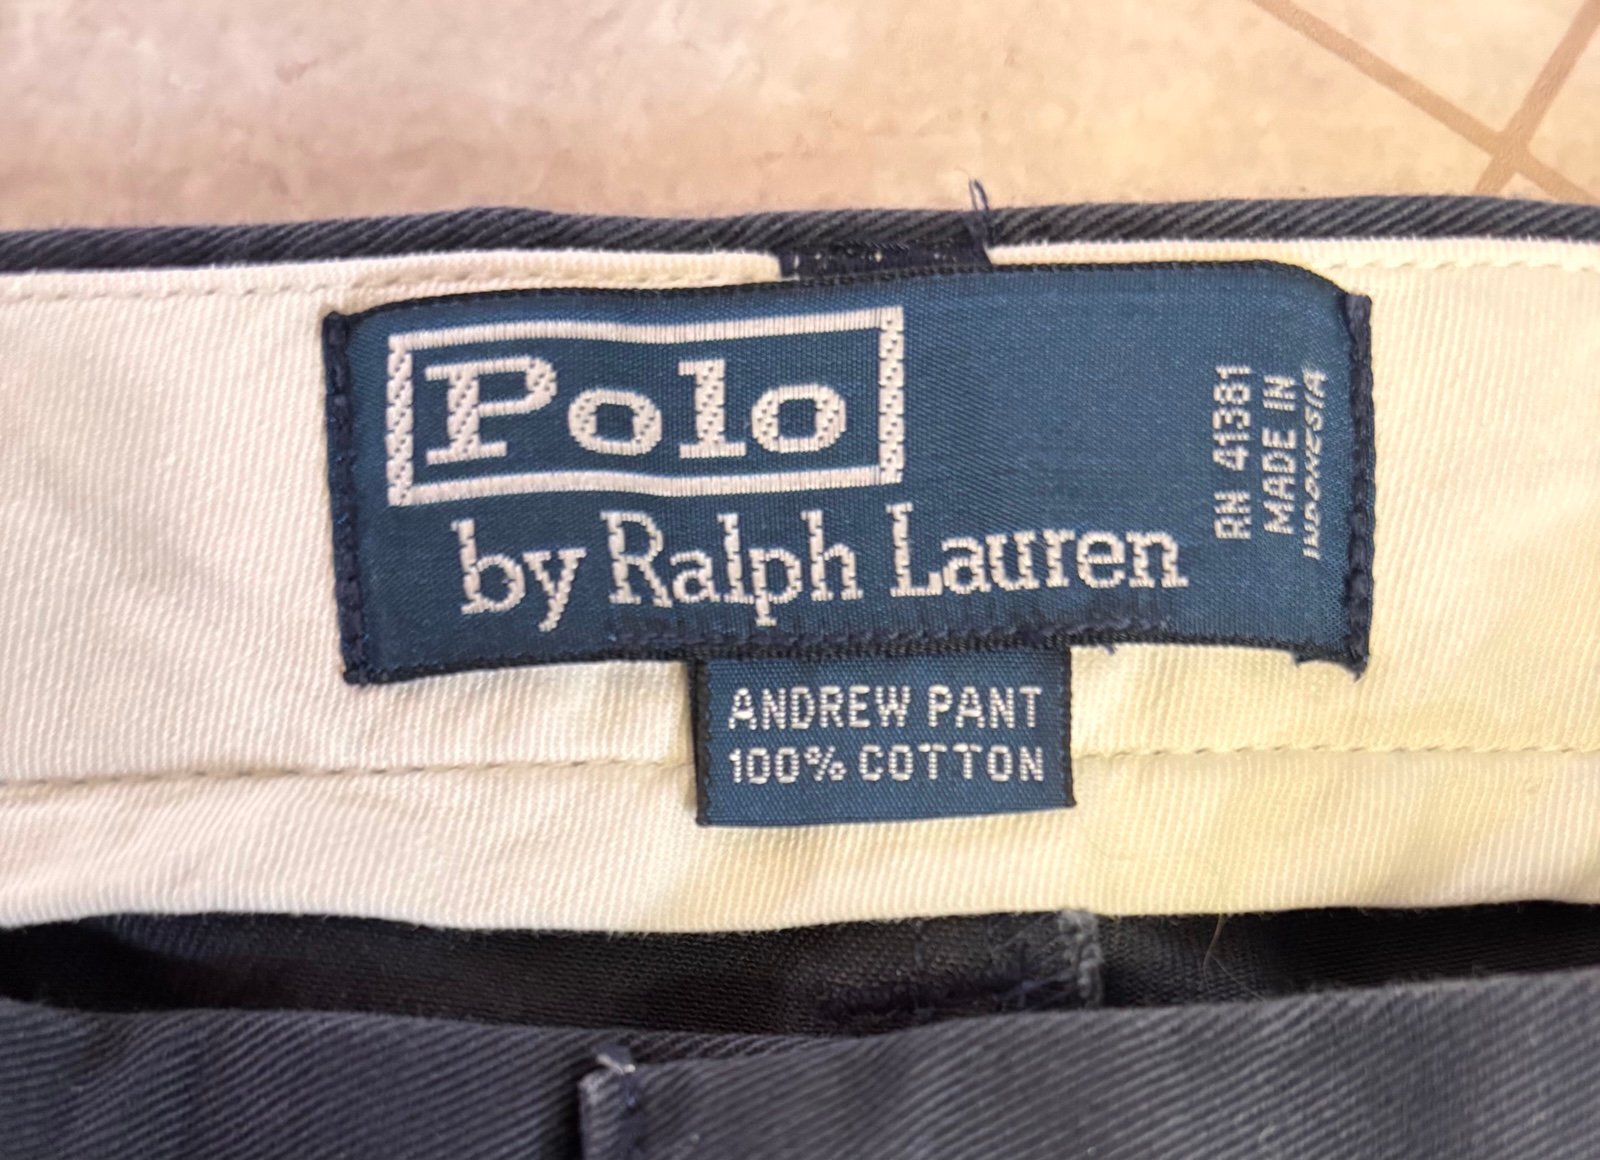 Polo
by Ralph Lauren
RN 41381
MADE IN
INDONESIA
ANDREW PANT
100% COTTON